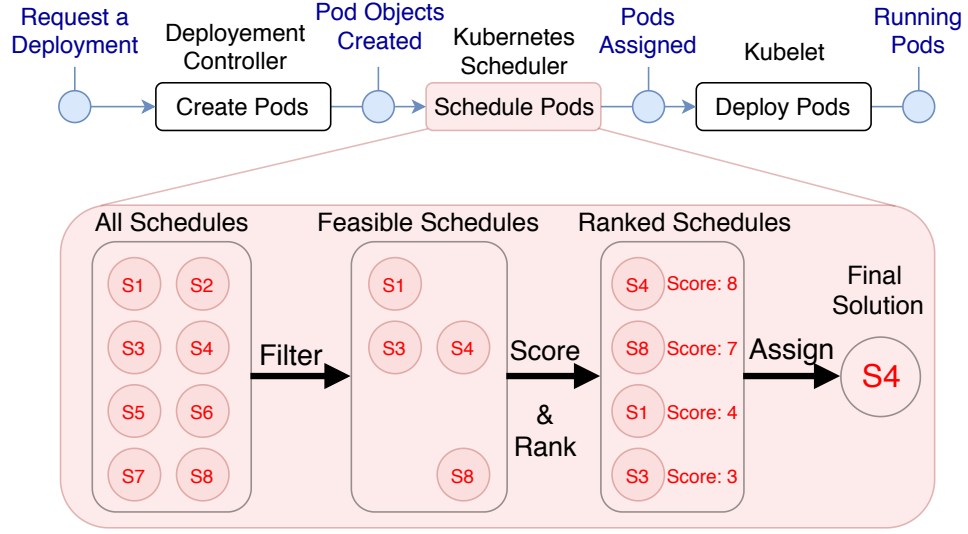 Request a
Deployment
Deployement
Controller
Pod Objects
Created
Kubernetes
Scheduler
Pods
Assigned
Kubelet
Running
Pods
Create Pods
Schedule Pods
Deploy Pods
All Schedules
Feasible Schedules
Ranked Schedules
S1 S2
S3 S4
S5 S6
S7 S8
Filter
S1
S3 S4
S8
Score
&
Rank
S4 Score: 8
S8 Score: 7
S1 Score: 4
S3 Score: 3
Assign
Final
Solution
S4